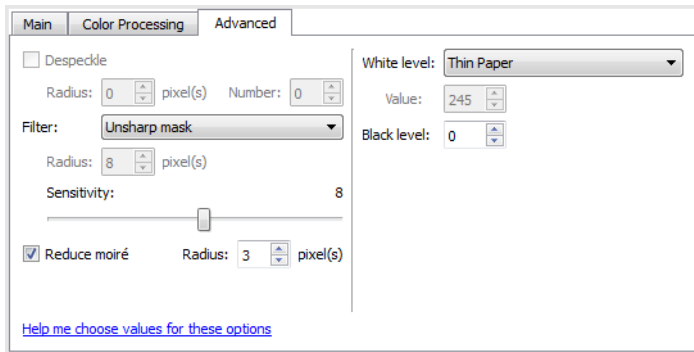 Main Color Processing Advanced
Despeckle
Radius: 0 pixel(s) Number: 0
Filter: Unsharp mask
Radius: 8 pixel(s)
Sensitivity: 8
Reduce moiré Radius: 3 pixel(s)
Help me choose values for these options
White level: Thin Paper
Value: 245
Black level: 0